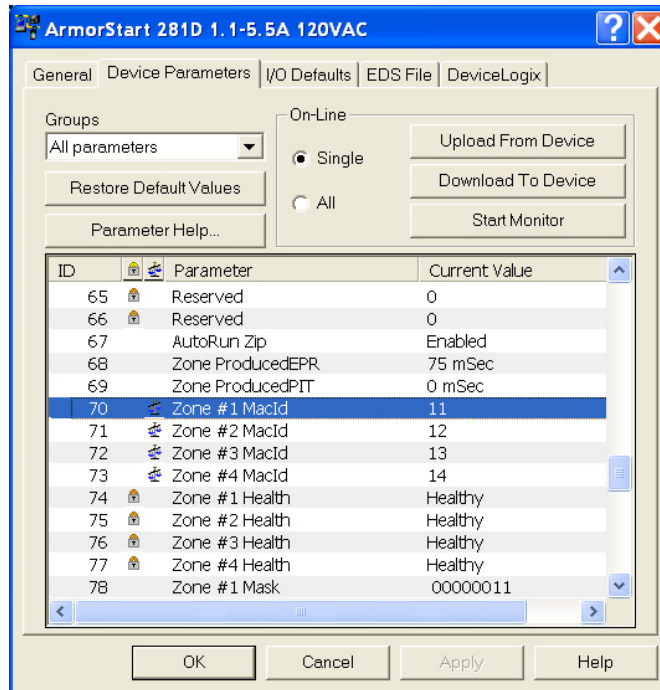 ArmorStart 281D 1.1-5.5A 120VAC
General Device Parameters I/O Defaults EDS File DeviceLogix
Groups
All parameters
Restore Default Values
Parameter Help...
On-Line
Single
All
Upload From Device
Download To Device
Start Monitor
ID Parameter Current Value
65 Reserved 0
66 Reserved 0
67 AutoRun Zip Enabled
68 Zone ProducedEPR 75 mSec
69 Zone ProducedPIT 0 mSec
70 Zone #1 MacId 11
71 Zone #2 MacId 12
72 Zone #3 MacId 13
73 Zone #4 MacId 14
74 Zone #1 Health Healthy
75 Zone #2 Health Healthy
76 Zone #3 Health Healthy
77 Zone #4 Health Healthy
78 Zone #1 Mask 00000011
OK Cancel Apply Help